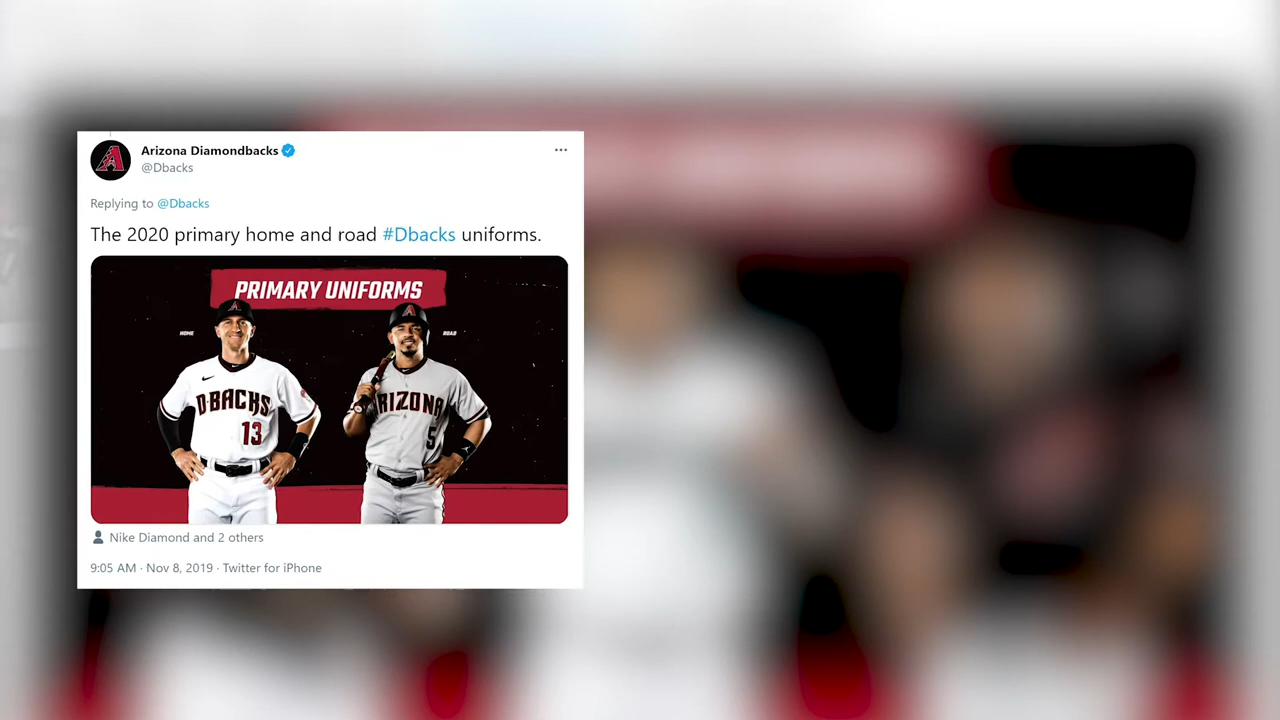 Arizona Diamondbacks
@Dbacks
Replying to @Dbacks
The 2020 primary home and road #Dbacks uniforms.
PRIMARY UNIFORMS
HOME
ROAD
D-BACKS
ARIZONA
13
5
Nike Diamond and 2 others
9:05 AM · Nov 8, 2019 · Twitter for iPhone